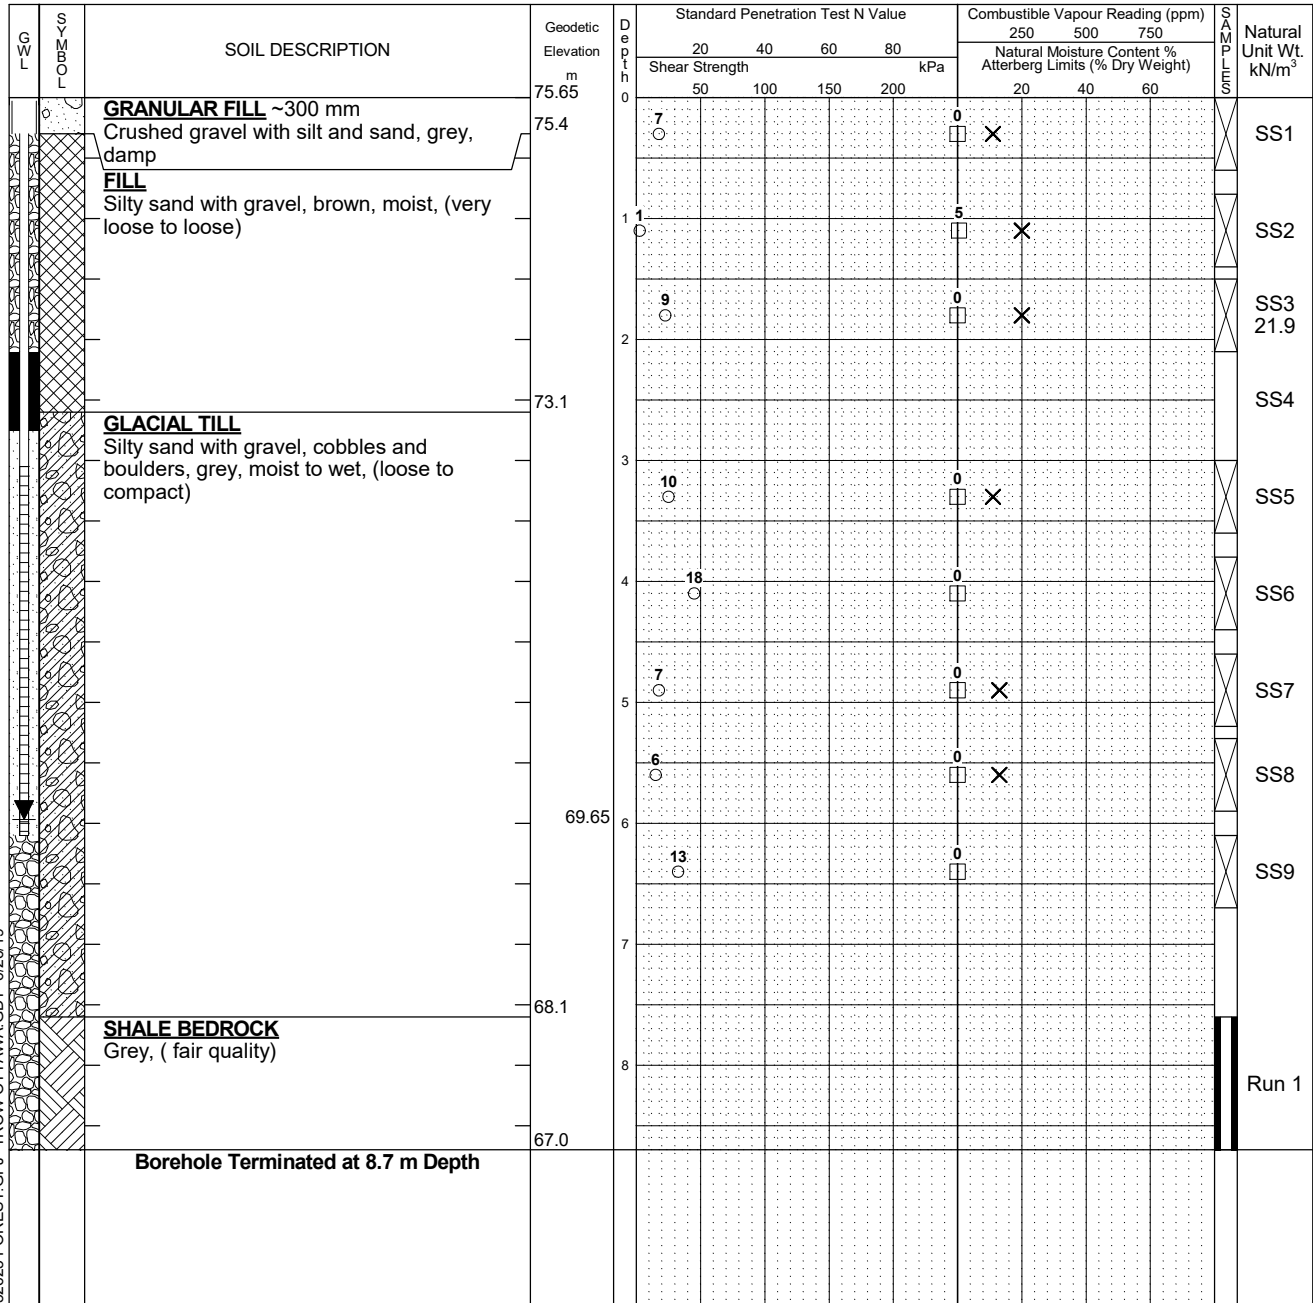 GWL
SYMBOL
SOIL DESCRIPTION
Geodetic
Elevation
m
75.65
Depth
Standard Penetration Test N Value
20 40 60 80
Shear Strength kPa
50 100 150 200
Combustible Vapour Reading (ppm)
250 500 750
Natural Moisture Content %
Atterberg Limits (% Dry Weight)
20 40 60
SAMPLES
Natural
Unit Wt.
kN/m³
0
GRANULAR FILL ~300 mm
Crushed gravel with silt and sand, grey,
damp
75.4
7
0
SS1
FILL
Silty sand with gravel, brown, moist, (very
loose to loose)
1
1
5
SS2
9
0
SS3
21.9
2
73.1
SS4
GLACIAL TILL
Silty sand with gravel, cobbles and
boulders, grey, moist to wet, (loose to
compact)
3
10
0
SS5
4
18
0
SS6
7
0
SS7
5
6
0
SS8
69.65
6
13
0
SS9
7
68.1
SHALE BEDROCK
Grey, ( fair quality)
8
Run 1
67.0
Borehole Terminated at 8.7 m Depth